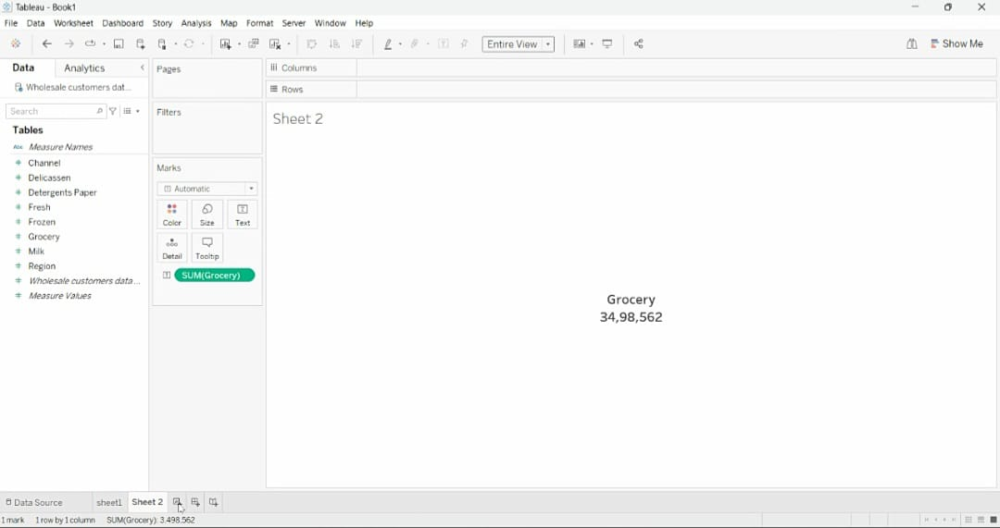 Tableau - Book1
File Data Worksheet Dashboard Story Analysis Map Format Server Window Help
Entire View
Show Me
Data Analytics
Pages
Columns
Wholesale customers dat...
Rows
Search
Filters
Sheet 2
Tables
Abc Measure Names
Channel
Marks
Delicassen
Automatic
Detergents Paper
Fresh
Color Size Text
Frozen
Grocery
Milk
Detail Tooltip
Region
SUM(Grocery)
Wholesale customers data ...
Measure Values
Grocery
34,98,562
Data Source sheet1 Sheet 2
1 mark 1 row by 1 column SUM(Grocery): 3,498,562